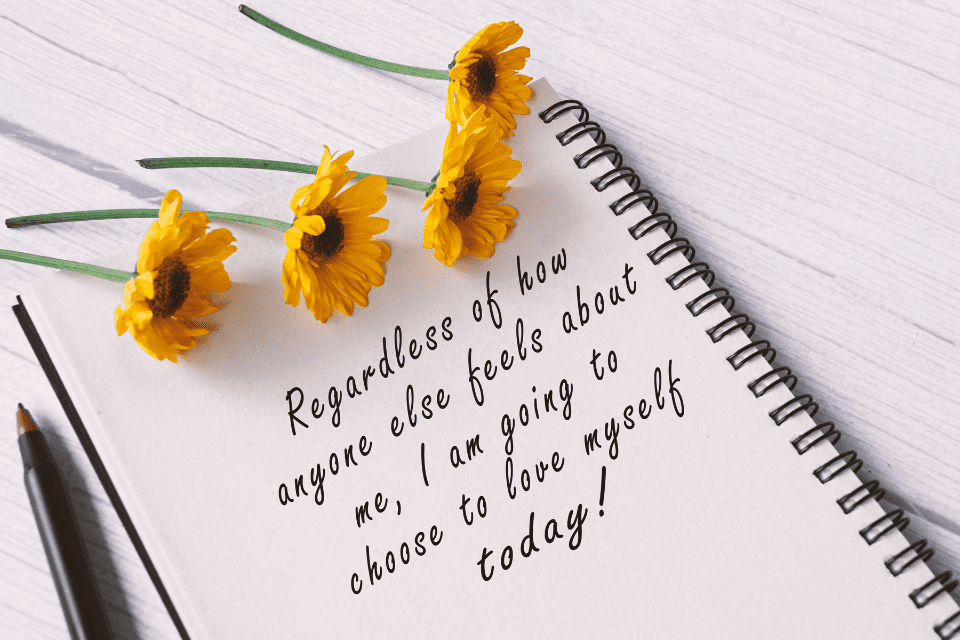 Regardless of how
anyone else feels about
me, I am going to
choose to love myself
today!